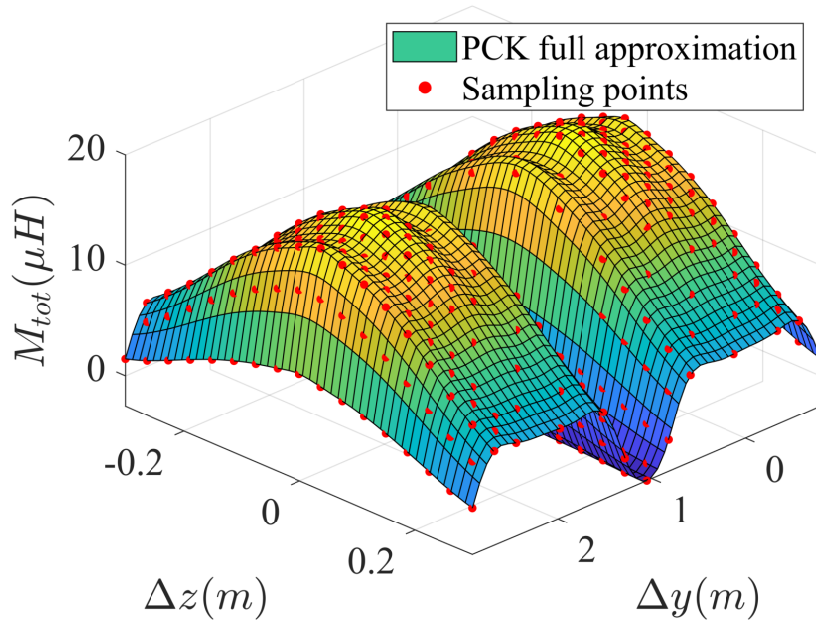 PCK full approximation
Sampling points
20
10
0
M_{tot}(μH)
-0.2
0
0.2
Δz(m)
2
1
0
Δy(m)